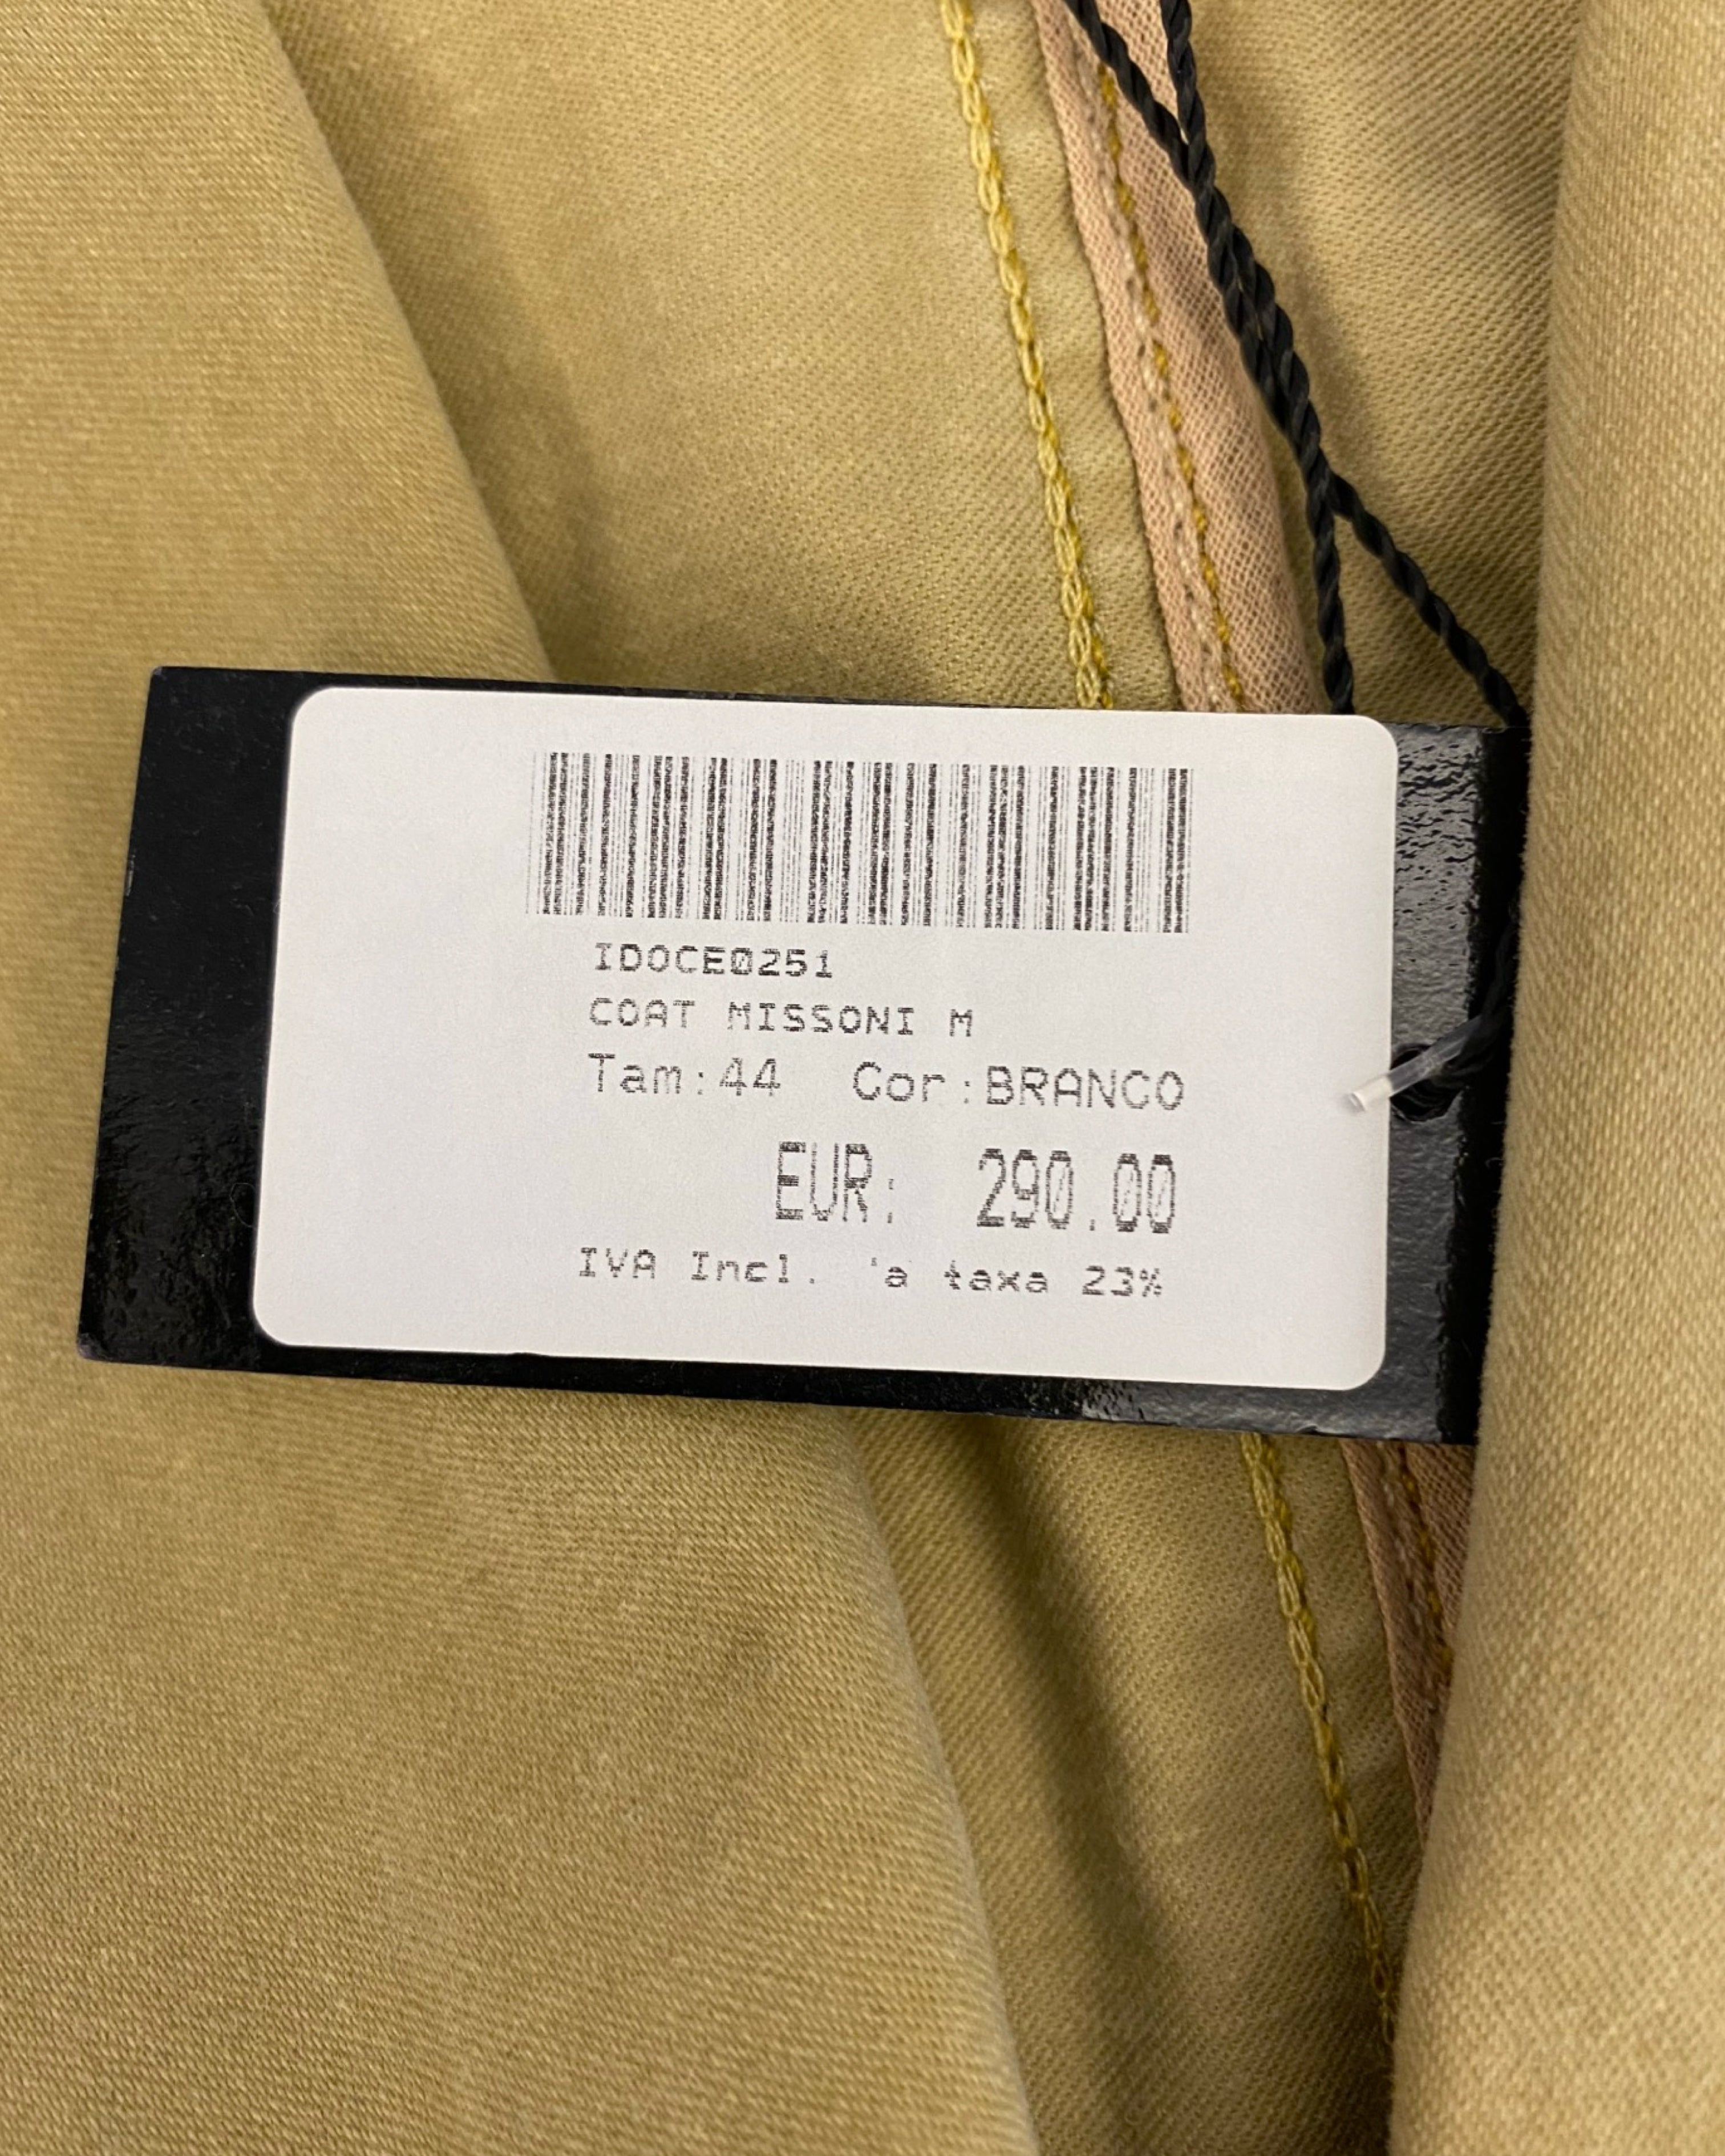 IDOCE0251
COAT MISSONI M
Tam:44 Cor:BRANCO
EUR: 290.00
IVA Incl. 'a taxa 23%